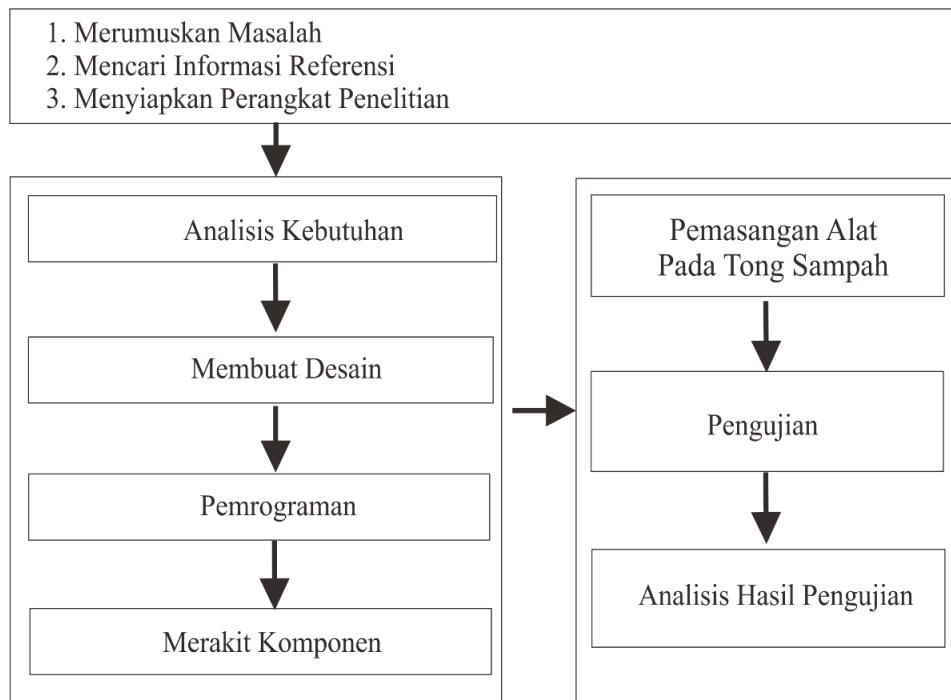 1. Merumuskan Masalah
2. Mencari Informasi Referensi
3. Menyiapkan Perangkat Penelitian
Analisis Kebutuhan
Membuat Desain
Pemrograman
Merakit Komponen
Pemasangan Alat
Pada Tong Sampah
Pengujian
Analisis Hasil Pengujian